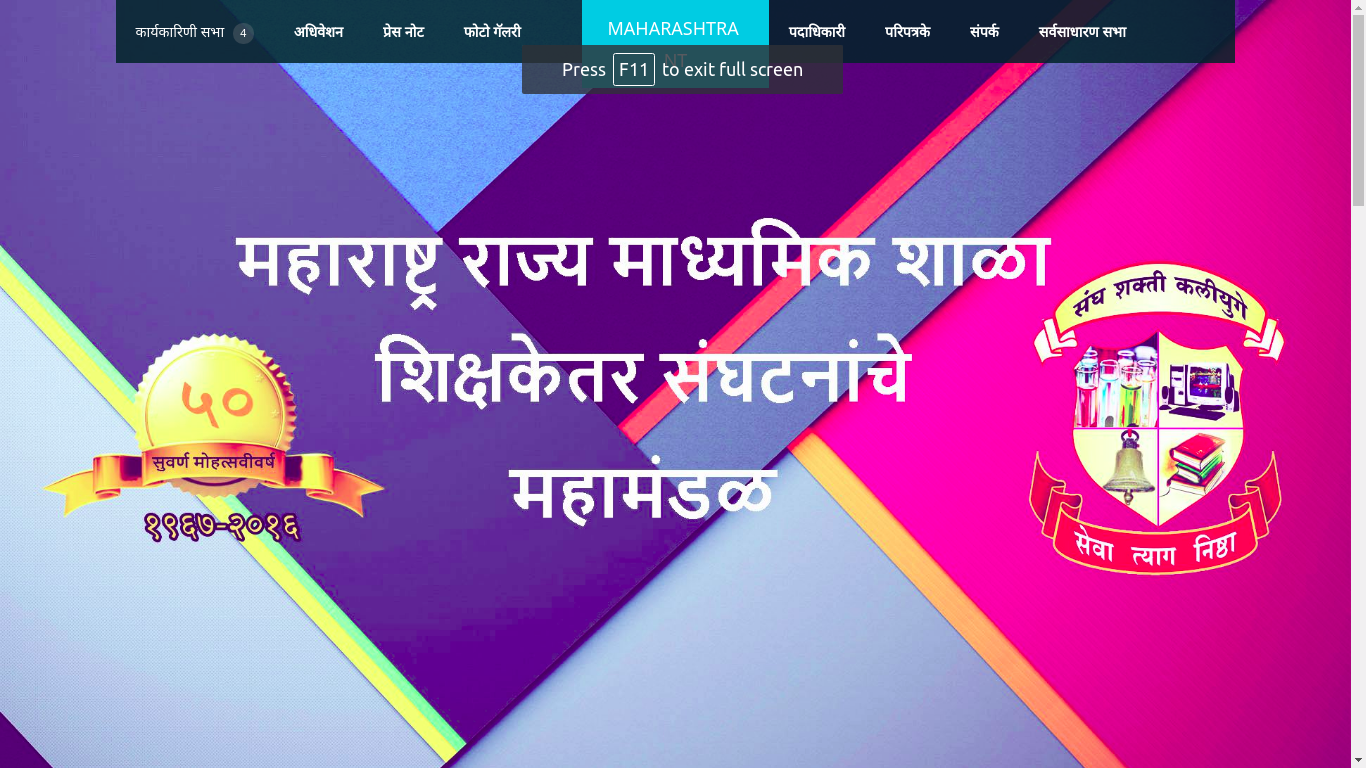 कार्यकारिणी सभा 4 अधिवेशन प्रेस नोट फोटो गॅलरी MAHARASHTRA NT पदाधिकारी परिपत्रके संपर्क सर्वसाधारण सभा
Press F11 to exit full screen
महाराष्ट्र राज्य माध्यमिक शाळा
शिक्षकेतर संघटनांचे
महामंडळ
५०
सुवर्ण मोहत्सवीवर्ष
१९६७-२०१६
संघ शक्ती कलीयुगे
सेवा त्याग निष्ठा